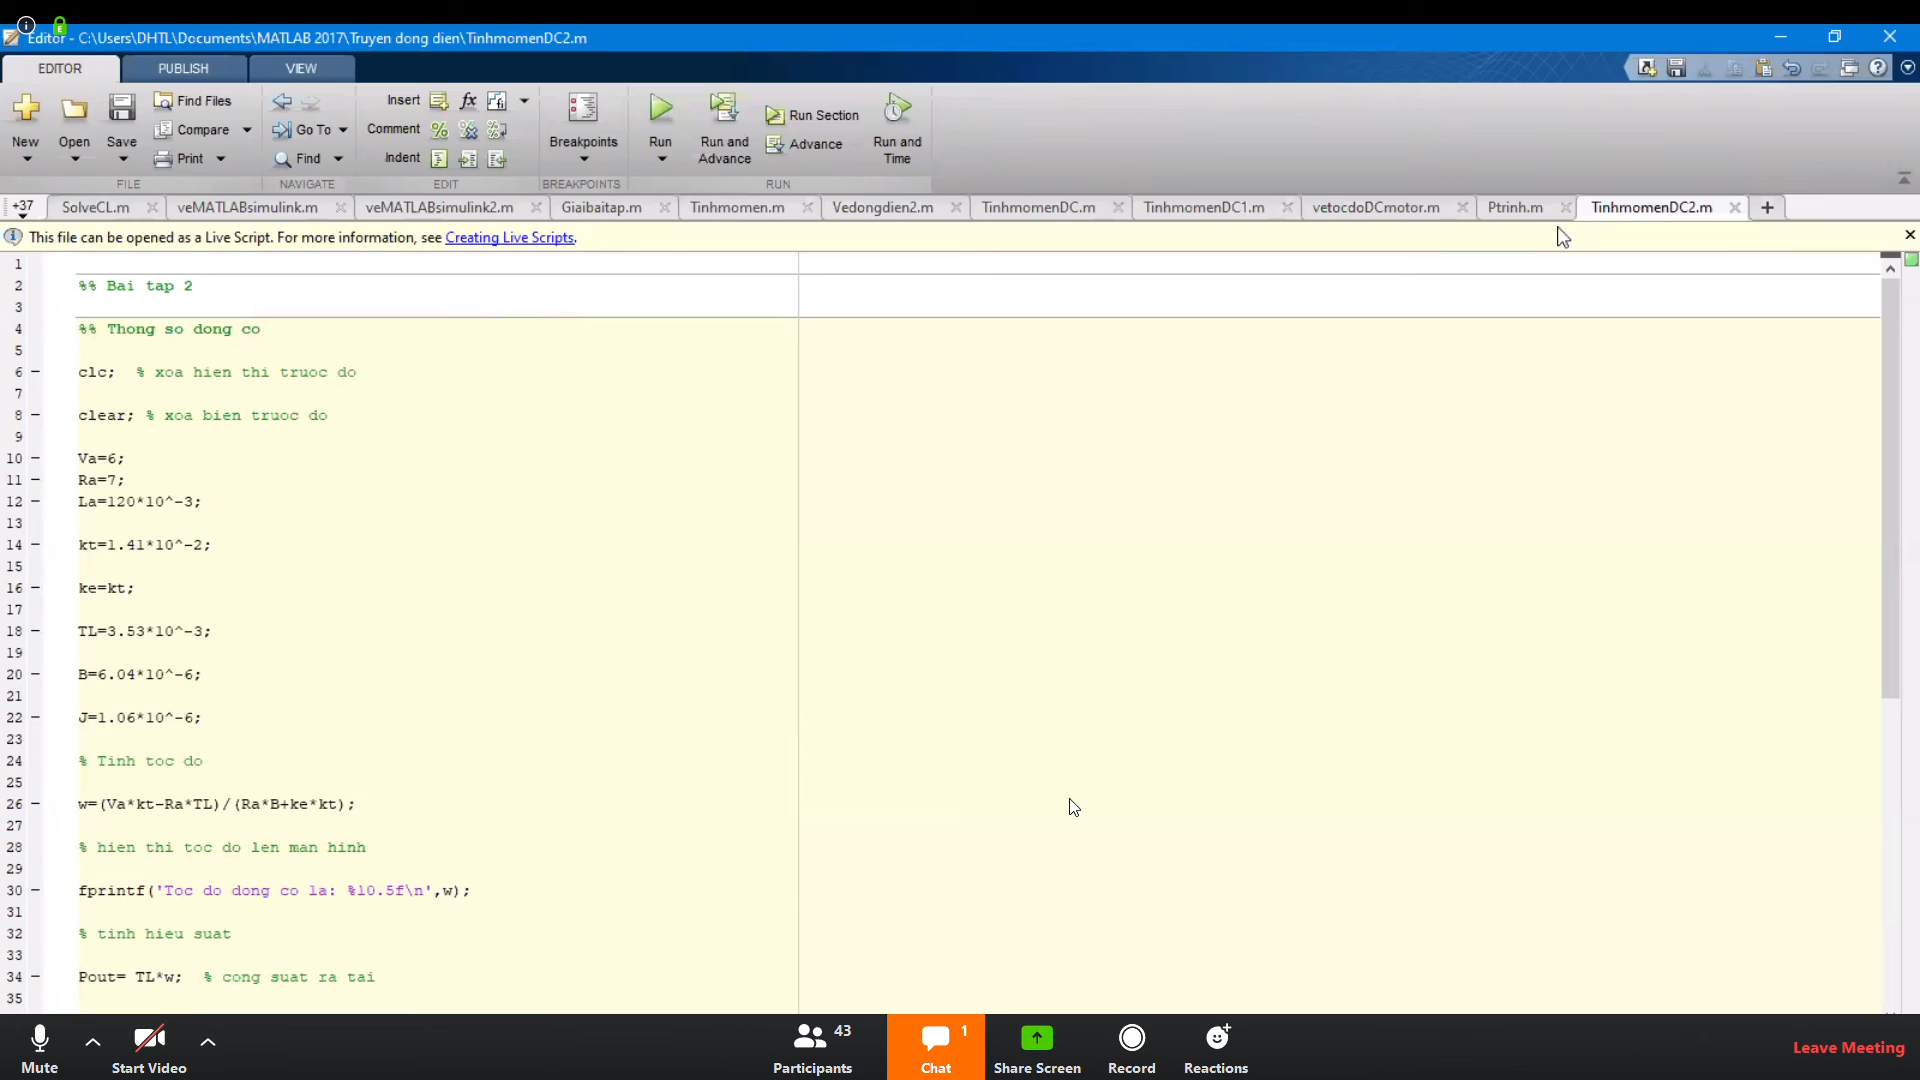 Editor - C:\Users\DHTL\Documents\MATLAB 2017\Truyen dong dien\TinhmomenDC2.m
EDITOR PUBLISH VIEW
New Open Save Find Files Compare Print
Go To Find
Insert fx
Comment
Indent
Breakpoints
Run Run and Advance Run Section Advance Run and Time
FILE NAVIGATE EDIT BREAKPOINTS RUN
+37 SolveCL.m veMATLABsimulink.m veMATLABsimulink2.m Giaibaitap.m Tinhmomen.m Vedongdien2.m TinhmomenDC.m TinhmomenDC1.m vetocdoDCmotor.m Ptrinh.m TinhmomenDC2.m +
This file can be opened as a Live Script. For more information, see Creating Live Scripts.
1
2 %% Bai tap 2
3
4 %% Thong so dong co
5
6 – clc; % xoa hien thi truoc do
7
8 – clear; % xoa bien truoc do
9
10 – Va=6;
11 – Ra=7;
12 – La=120*10^-3;
13
14 – kt=1.41*10^-2;
15
16 – ke=kt;
17
18 – TL=3.53*10^-3;
19
20 – B=6.04*10^-6;
21
22 – J=1.06*10^-6;
23
24 % Tinh toc do
25
26 – w=(Va*kt-Ra*TL)/(Ra*B+ke*kt);
27
28 % hien thi toc do len man hinh
29
30 – fprintf('Toc do dong co la: %10.5f\n',w);
31
32 % tinh hieu suat
33
34 – Pout= TL*w; % cong suat ra tai
35
Mute Start Video Participants 43 Chat 1 Share Screen Record Reactions Leave Meeting